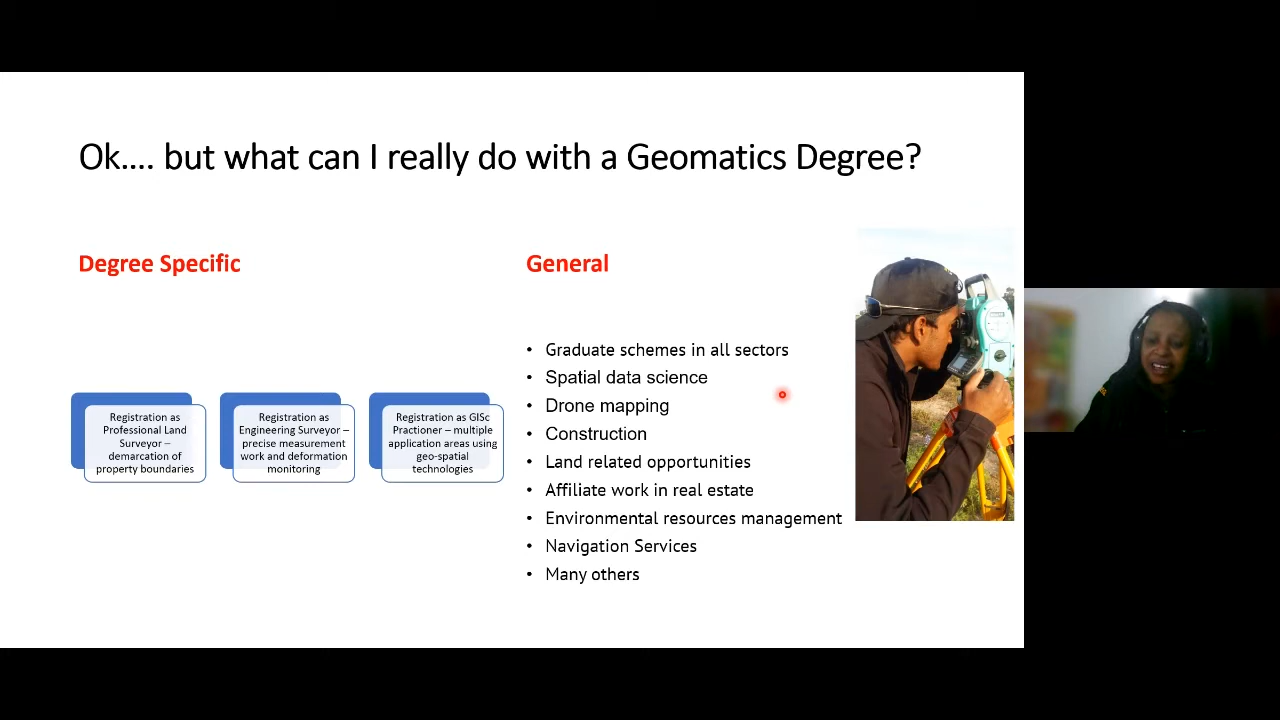 Ok.... but what can I really do with a Geomatics Degree?
Degree Specific
Registration as
Professional Land
Surveyor –
demarcation of
property boundaries
Registration as
Engineering Surveyor –
precise measurement
work and deformation
monitoring
Registration as GISc
Practioner – multiple
application areas using
geo-spatial
technologies
General
• Graduate schemes in all sectors
• Spatial data science
• Drone mapping
• Construction
• Land related opportunities
• Affiliate work in real estate
• Environmental resources management
• Navigation Services
• Many others